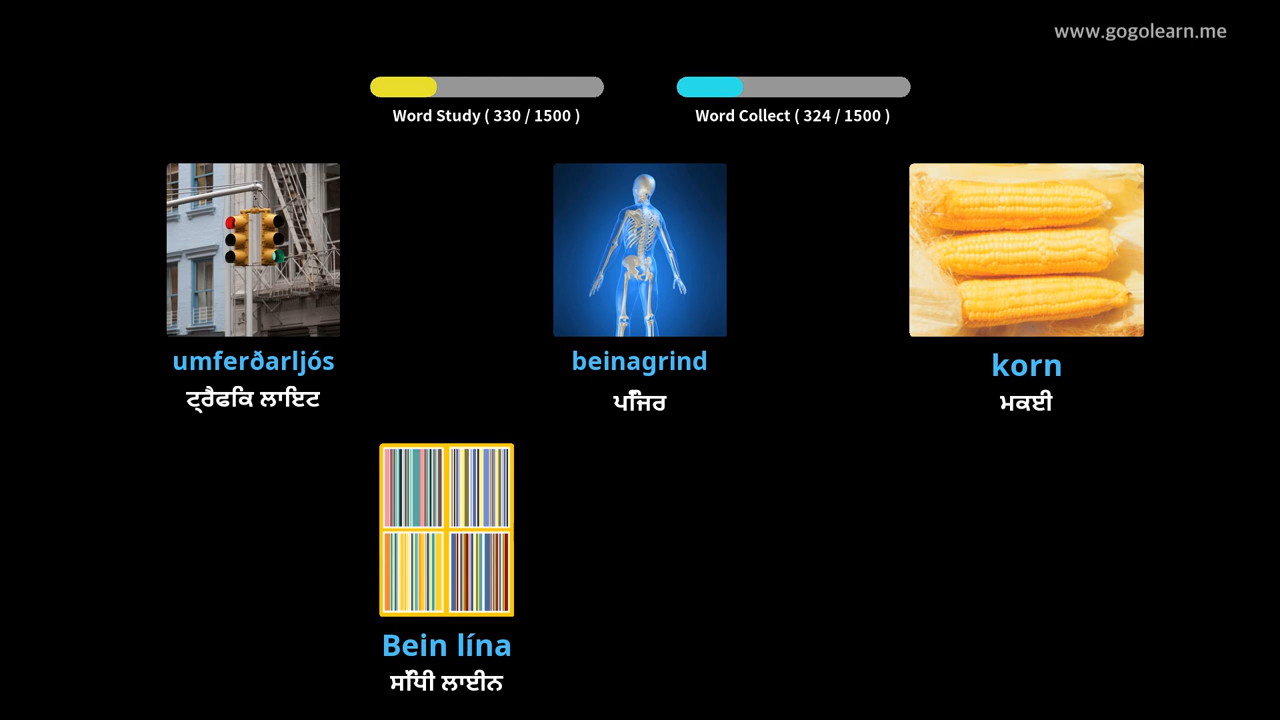 www.gogolearn.me
Word Study ( 330 / 1500 )
Word Collect ( 324 / 1500 )
umferðarljós
beinagrind
korn
ਟ੍ਰੈਫਿਕ ਲਾਇਟ
ਪਿੰਜਰ
ਮਕਈ
Bein lína
ਸਿੱਧੀ ਲਾਈਨ